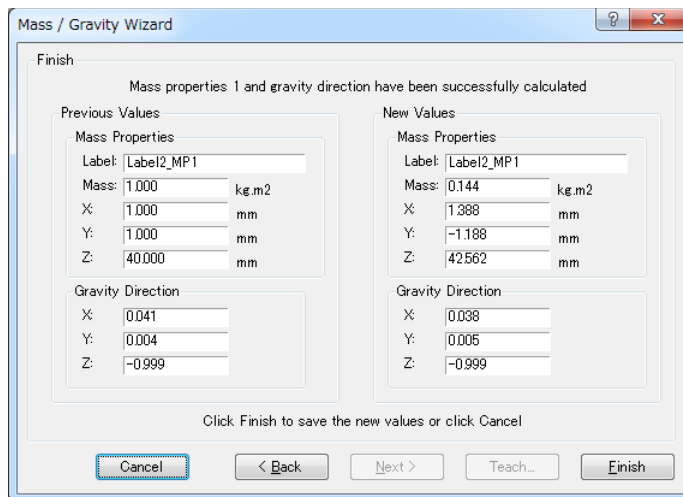 Mass / Gravity Wizard
Finish
Mass properties 1 and gravity direction have been successfully calculated
Previous Values
Mass Properties
Label: Label2_MP1
Mass: 1.000 kg.m2
X: 1.000 mm
Y: 1.000 mm
Z: 40.000 mm
Gravity Direction
X: 0.041
Y: 0.004
Z: -0.999
New Values
Mass Properties
Label: Label2_MP1
Mass: 0.144 kg.m2
X: 1.388 mm
Y: -1.188 mm
Z: 42.562 mm
Gravity Direction
X: 0.038
Y: 0.005
Z: -0.999
Click Finish to save the new values or click Cancel
Cancel < Back Next > Teach... Finish